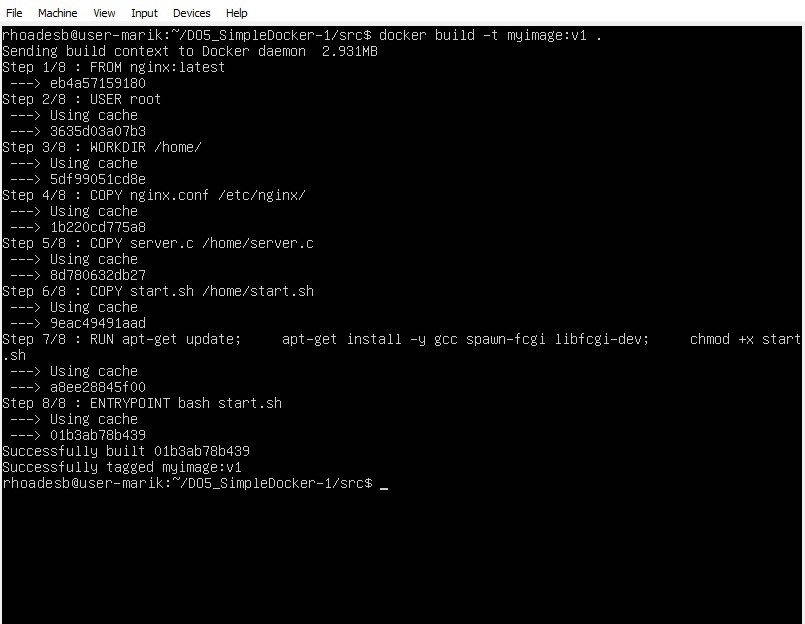 File Machine View Input Devices Help
rhoadesb@user-marik:~/DO5_SimpleDocker-1/src$ docker build -t myimage:v1 .
Sending build context to Docker daemon  2.931MB
Step 1/8 : FROM nginx:latest
 ---> eb4a57159180
Step 2/8 : USER root
 ---> Using cache
 ---> 3635d03a07b3
Step 3/8 : WORKDIR /home/
 ---> Using cache
 ---> 5df99051cd8e
Step 4/8 : COPY nginx.conf /etc/nginx/
 ---> Using cache
 ---> 1b220cd775a8
Step 5/8 : COPY server.c /home/server.c
 ---> Using cache
 ---> 8d780632db27
Step 6/8 : COPY start.sh /home/start.sh
 ---> Using cache
 ---> 9eac49491aad
Step 7/8 : RUN apt-get update;     apt-get install -y gcc spawn-fcgi libfcgi-dev;     chmod +x start
.sh
 ---> Using cache
 ---> a8ee28845f00
Step 8/8 : ENTRYPOINT bash start.sh
 ---> Using cache
 ---> 01b3ab78b439
Successfully built 01b3ab78b439
Successfully tagged myimage:v1
rhoadesb@user-marik:~/DO5_SimpleDocker-1/src$ _